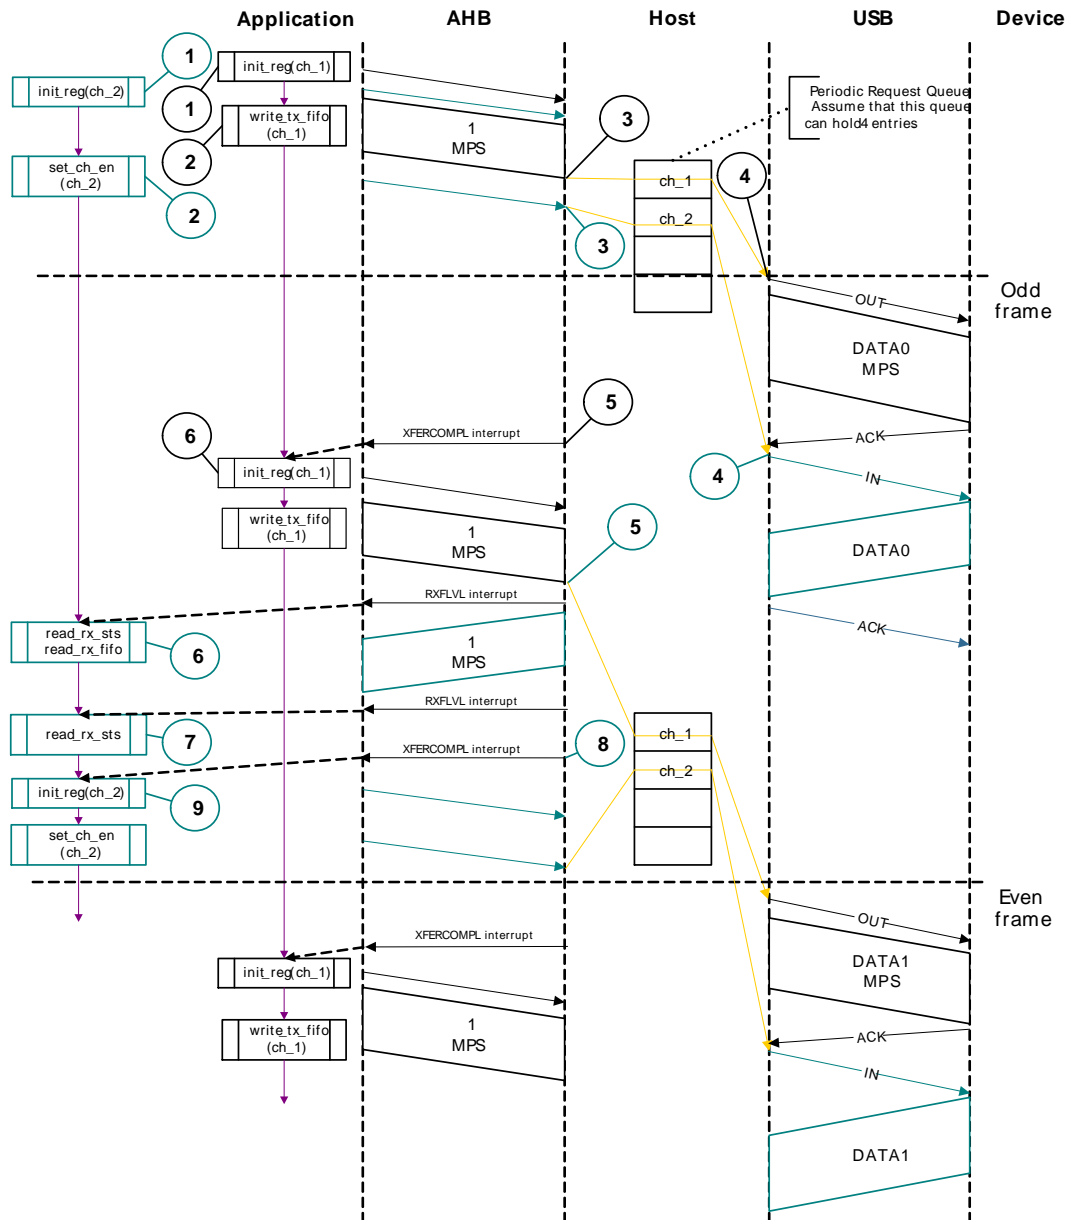 Application AHB Host USB Device
1
init_reg(ch_1)
init_reg(ch_2)
1
Periodic Request Queue
Assume that this queue
can hold4 entries
write_tx_fifo
(ch_1)
1
MPS
3
2
set_ch_en
(ch_2)
2
ch_1
4
ch_2
3
Odd
frame
OUT
DATA0
MPS
5
6
XFERCOMPL interrupt
ACK
init_reg(ch_1)
4
IN
write_tx_fifo
(ch_1)
1
MPS
5
DATA0
RXFLVL interrupt
read_rx_sts
read_rx_fifo
6
1
MPS
ACK
RXFLVL interrupt
read_rx_sts
7
XFERCOMPL interrupt
8
ch_1
ch_2
init_reg(ch_2)
9
set_ch_en
(ch_2)
Even
frame
OUT
XFERCOMPL interrupt
init_reg(ch_1)
DATA1
MPS
write_tx_fifo
(ch_1)
1
MPS
ACK
IN
DATA1